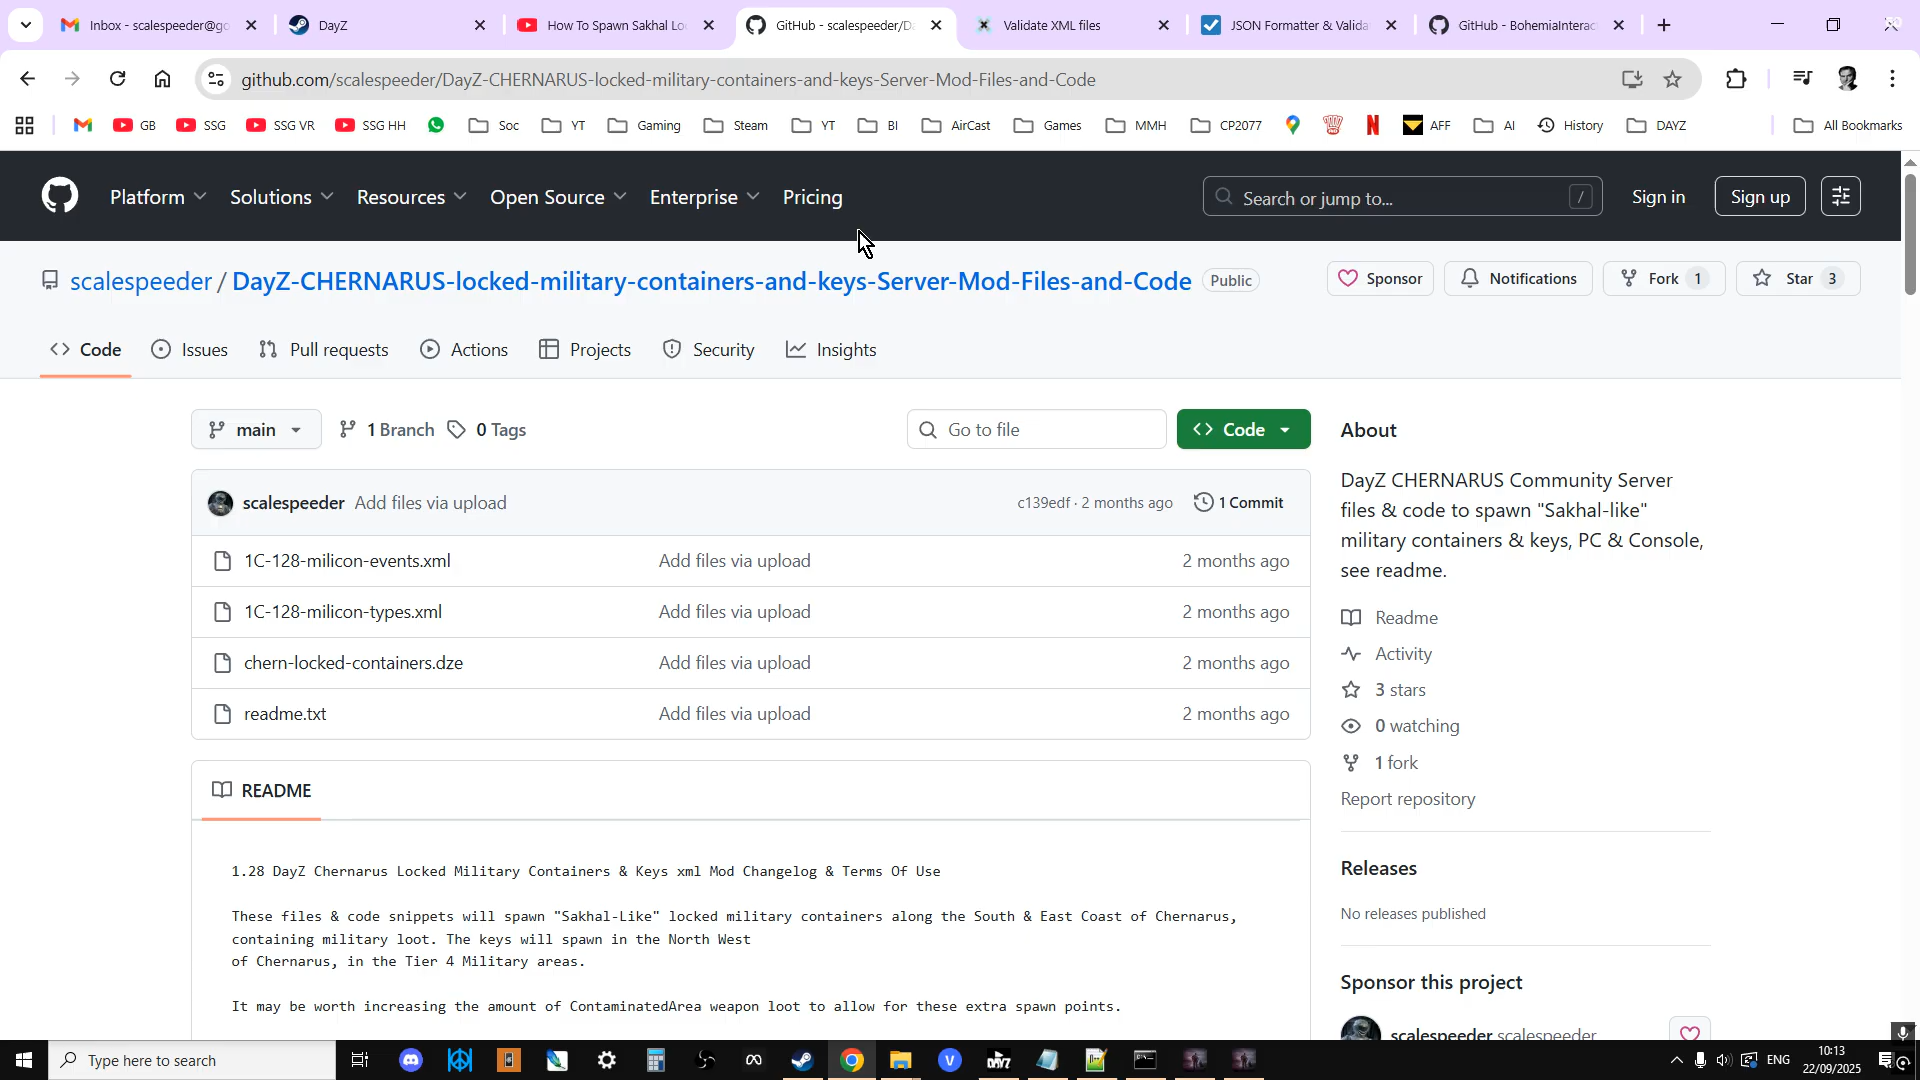 Inbox - scalespeeder@go
DayZ
How To Spawn Sakhal Lo
GitHub - scalespeeder/Da
Validate XML files
JSON Formatter & Valida
GitHub - BohemiaInterac
github.com/scalespeeder/DayZ-CHERNARUS-locked-military-containers-and-keys-Server-Mod-Files-and-Code
GB
SSG
SSG VR
SSG HH
Soc
YT
Gaming
Steam
YT
BI
AirCast
Games
MMH
CP2077
AFF
AI
History
DAYZ
All Bookmarks
Platform
Solutions
Resources
Open Source
Enterprise
Pricing
Search or jump to...
/
Sign in
Sign up
scalespeeder / DayZ-CHERNARUS-locked-military-containers-and-keys-Server-Mod-Files-and-Code
Public
Sponsor
Notifications
Fork 1
Star 3
Code
Issues
Pull requests
Actions
Projects
Security
Insights
main
1 Branch
0 Tags
Go to file
Code
scalespeeder Add files via upload
c139edf · 2 months ago
1 Commit
1C-128-milicon-events.xml Add files via upload 2 months ago
1C-128-milicon-types.xml Add files via upload 2 months ago
chern-locked-containers.dze Add files via upload 2 months ago
readme.txt Add files via upload 2 months ago
README
1.28 DayZ Chernarus Locked Military Containers & Keys xml Mod Changelog & Terms Of Use
These files & code snippets will spawn "Sakhal-Like" locked military containers along the South & East Coast of Chernarus,
containing military loot. The keys will spawn in the North West
of Chernarus, in the Tier 4 Military areas.
It may be worth increasing the amount of ContaminatedArea weapon loot to allow for these extra spawn points.
About
DayZ CHERNARUS Community Server
files & code to spawn "Sakhal-like"
military containers & keys, PC & Console,
see readme.
Readme
Activity
3 stars
0 watching
1 fork
Report repository
Releases
No releases published
Sponsor this project
scalespeeder scalespeeder
Type here to search
DAYZ
ENG
10:13
22/09/2025